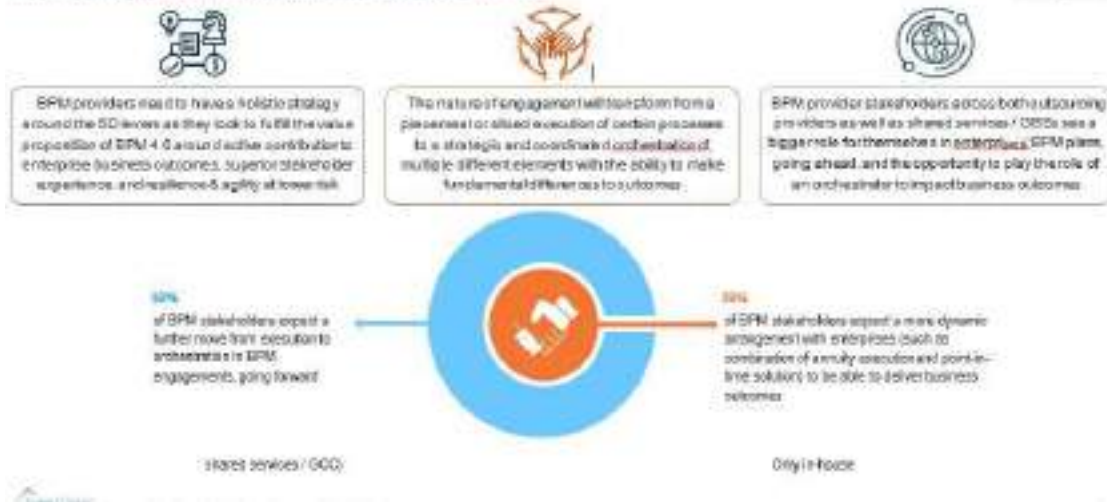 BPM providers need to have a holistic strategy
around the 5D levers as they look to fulfill the value
proposition of BPM 4.0 around active contribution to
enterprise business outcomes, superior stakeholder
experience, and resilience & agility at lower risk
The nature of engagement will transform from a
piecemeal or siloed execution of certain processes
to a strategic and coordinated orchestration of
multiple different elements with the ability to make
fundamental differences to outcomes
BPM provider stakeholders across both outsourcing
providers as well as shared services / GBSs see a
bigger role for themselves in enterprises BPM plans,
going ahead, and the opportunity to play the role of
an orchestrator to impact business outcomes
of BPM stakeholders expect a
further move from execution to
orchestration in BPM
engagements, going forward
of BPM stakeholders expect a more dynamic
arrangement with enterprises (such as
combination of annuity execution and point-in-
time solution) to be able to deliver business
outcomes
shared services / GCC)
Only in-house